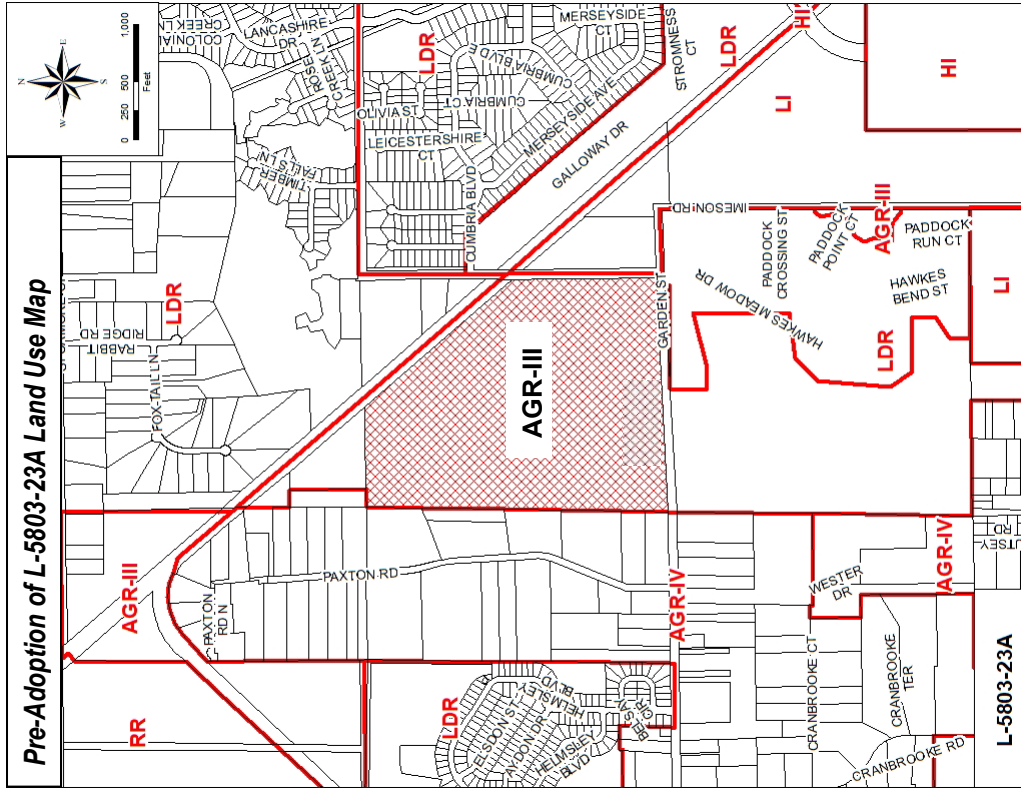 Pre-Adoption of L-5803-23A Land Use Map
N
E
S
W
0 250 500 1,000
Feet
COLONIAL
CREEK LN
LANCASHIRE
DR
ROSE
CREEK LN
TIMBER
FALLS LN
LDR
RABBIT
RIDGE RD
FOX-TAIL LN
AGR-III
RR
PAXTON
RD N
PAXTON RD
MERSEYSIDE
CT
LDR
CUMBRIA BLVD E
OLIVIA ST
CUMBRIA CT
LEICESTERSHIRE
CT
MERSEYSIDE AVE
CUMBRIA BLVD
STROMNESS
CT
GALLOWAY DR
LDR
HI
LI
HI
AGR-III
IMESON RD
GARDEN ST
PADDOCK
CROSSING ST
PADDOCK
POINT CT
AGR-III
PADDOCK
RUN CT
HAWKES MEADOW DR
HAWKES
BEND ST
LDR
LI
LDR
HELMSLEY
BLVD
ELSDON ST
AYDON DR
HELMSLEY
BLVD
AGR-IV
WESTER
DR
AGR-IV
UTSEY
RD
CRANBROOKE CT
CRANBROOKE
TER
CRANBROOKE RD
L-5803-23A